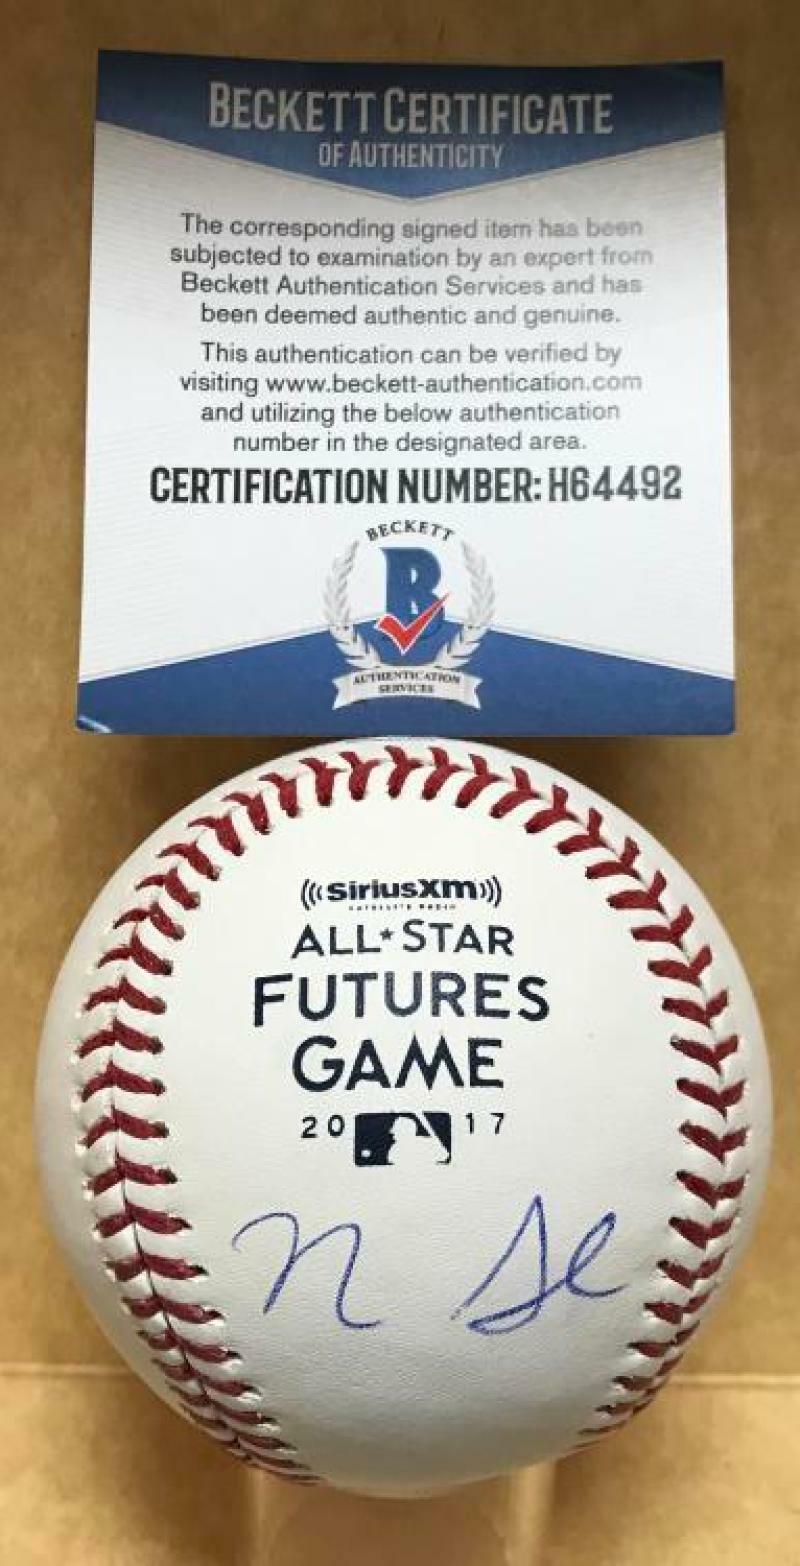 BECKETT CERTIFICATE
OF AUTHENTICITY
The corresponding signed item has been
subjected to examination by an expert from
Beckett Authentication Services and has
been deemed authentic and genuine.
This authentication can be verified by
visiting www.beckett-authentication.com
and utilizing the below authentication
number in the designated area.
CERTIFICATION NUMBER: H64492
BECKETT
B
AUTHENTICATION
SERVICES
((SiriusXM))
SATELLITE RADIO
ALL★STAR
FUTURES
GAME
2017